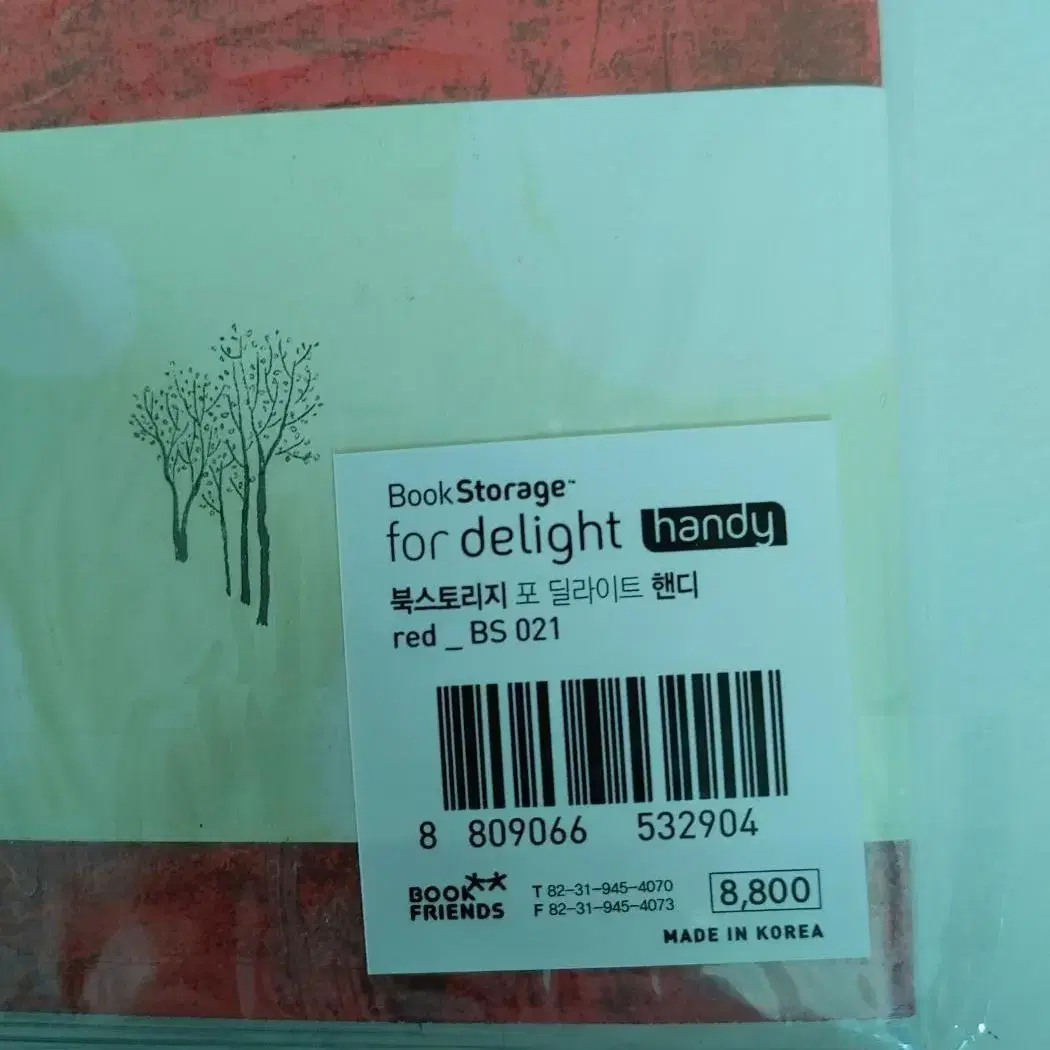 BookStorage™
for delight handy
북스토리지 포 딜라이트 핸디
red _ BS 021
8 809066 532904
BOOK FRIENDS
T 82-31-945-4070
F 82-31-945-4073
8,800
MADE IN KOREA